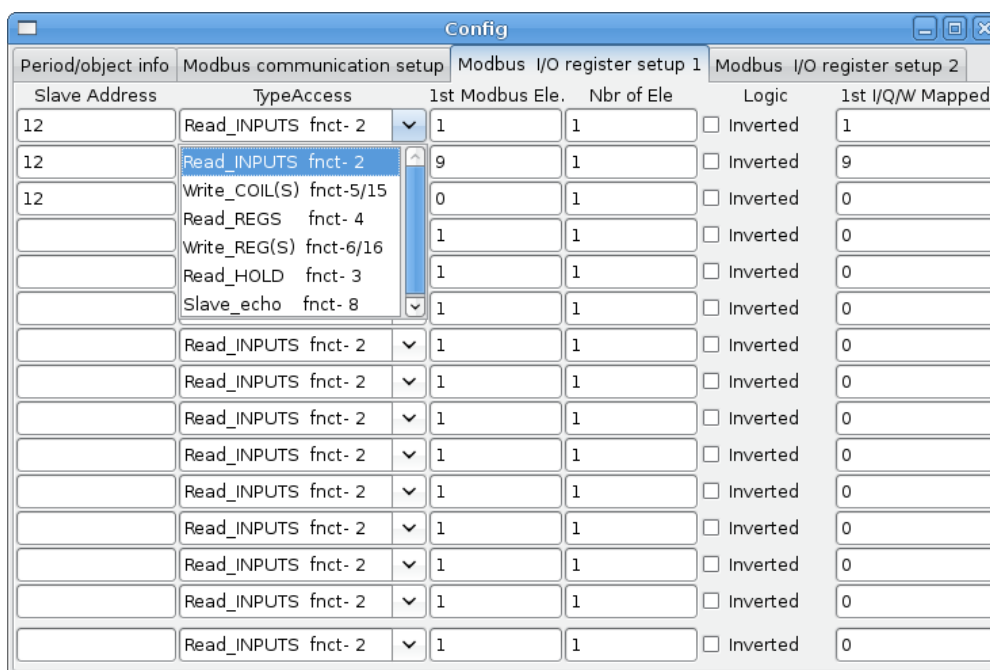 Config
Period/object info Modbus communication setup Modbus I/O register setup 1 Modbus I/O register setup 2
Slave Address TypeAccess 1st Modbus Ele. Nbr of Ele Logic 1st I/Q/W Mapped
12 Read_INPUTS fnct- 2 1 1 Inverted 1
12 Read_INPUTS fnct- 2 9 1 Inverted 9
12 Write_COIL(S) fnct-5/15 0 1 Inverted 0
Read_REGS fnct- 4
Write_REG(S) fnct-6/16 1 1 Inverted 0
Read_HOLD fnct- 3 1 1 Inverted 0
Slave_echo fnct- 8 1 1 Inverted 0
Read_INPUTS fnct- 2 1 1 Inverted 0
Read_INPUTS fnct- 2 1 1 Inverted 0
Read_INPUTS fnct- 2 1 1 Inverted 0
Read_INPUTS fnct- 2 1 1 Inverted 0
Read_INPUTS fnct- 2 1 1 Inverted 0
Read_INPUTS fnct- 2 1 1 Inverted 0
Read_INPUTS fnct- 2 1 1 Inverted 0
Read_INPUTS fnct- 2 1 1 Inverted 0
Read_INPUTS fnct- 2 1 1 Inverted 0